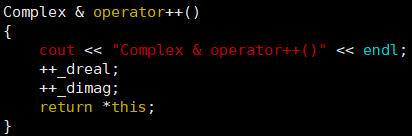 Complex & operator++()
{
    cout << "Complex & operator++()" << endl;
    ++_dreal;
    ++_dimag;
    return *this;
}